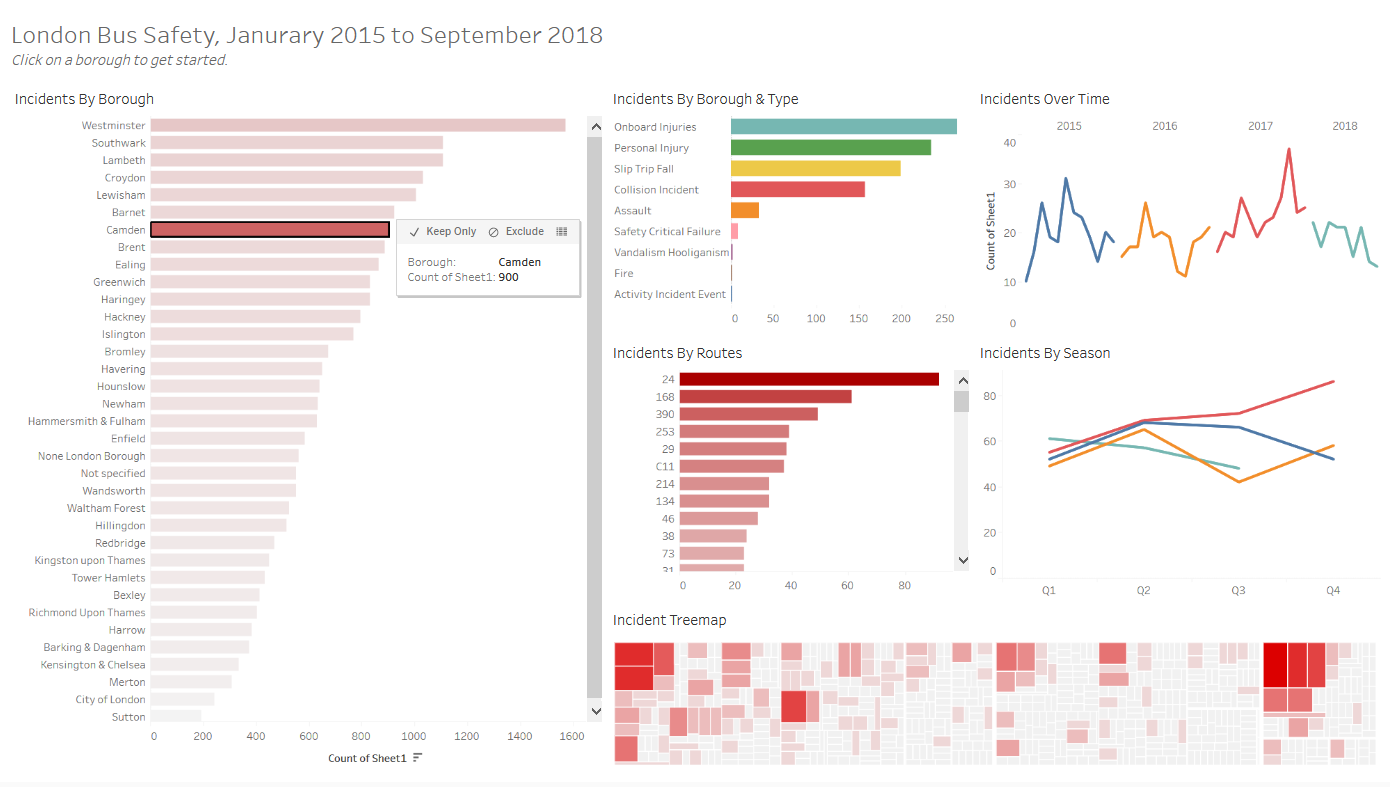 London Bus Safety, Janurary 2015 to September 2018
Click on a borough to get started.
Incidents By Borough
Westminster
Southwark
Lambeth
Croydon
Lewisham
Barnet
Camden
Brent
Ealing
Greenwich
Haringey
Hackney
Islington
Bromley
Havering
Hounslow
Newham
Hammersmith & Fulham
Enfield
None London Borough
Not specified
Wandsworth
Waltham Forest
Hillingdon
Redbridge
Kingston upon Thames
Tower Hamlets
Bexley
Richmond Upon Thames
Harrow
Barking & Dagenham
Kensington & Chelsea
Merton
City of London
Sutton
0 200 400 600 800 1000 1200 1400 1600
Count of Sheet1
Keep Only Exclude
Borough: Camden
Count of Sheet1: 900
Incidents By Borough & Type
Onboard Injuries
Personal Injury
Slip Trip Fall
Collision Incident
Assault
Safety Critical Failure
Vandalism Hooliganism
Fire
Activity Incident Event
0 50 100 150 200 250
Incidents Over Time
2015 2016 2017 2018
Count of Sheet1
40
30
20
10
0
Incidents By Routes
24
168
390
253
29
C11
214
134
46
38
73
31
0 20 40 60 80
Incidents By Season
80
60
40
20
0
Q1 Q2 Q3 Q4
Incident Treemap